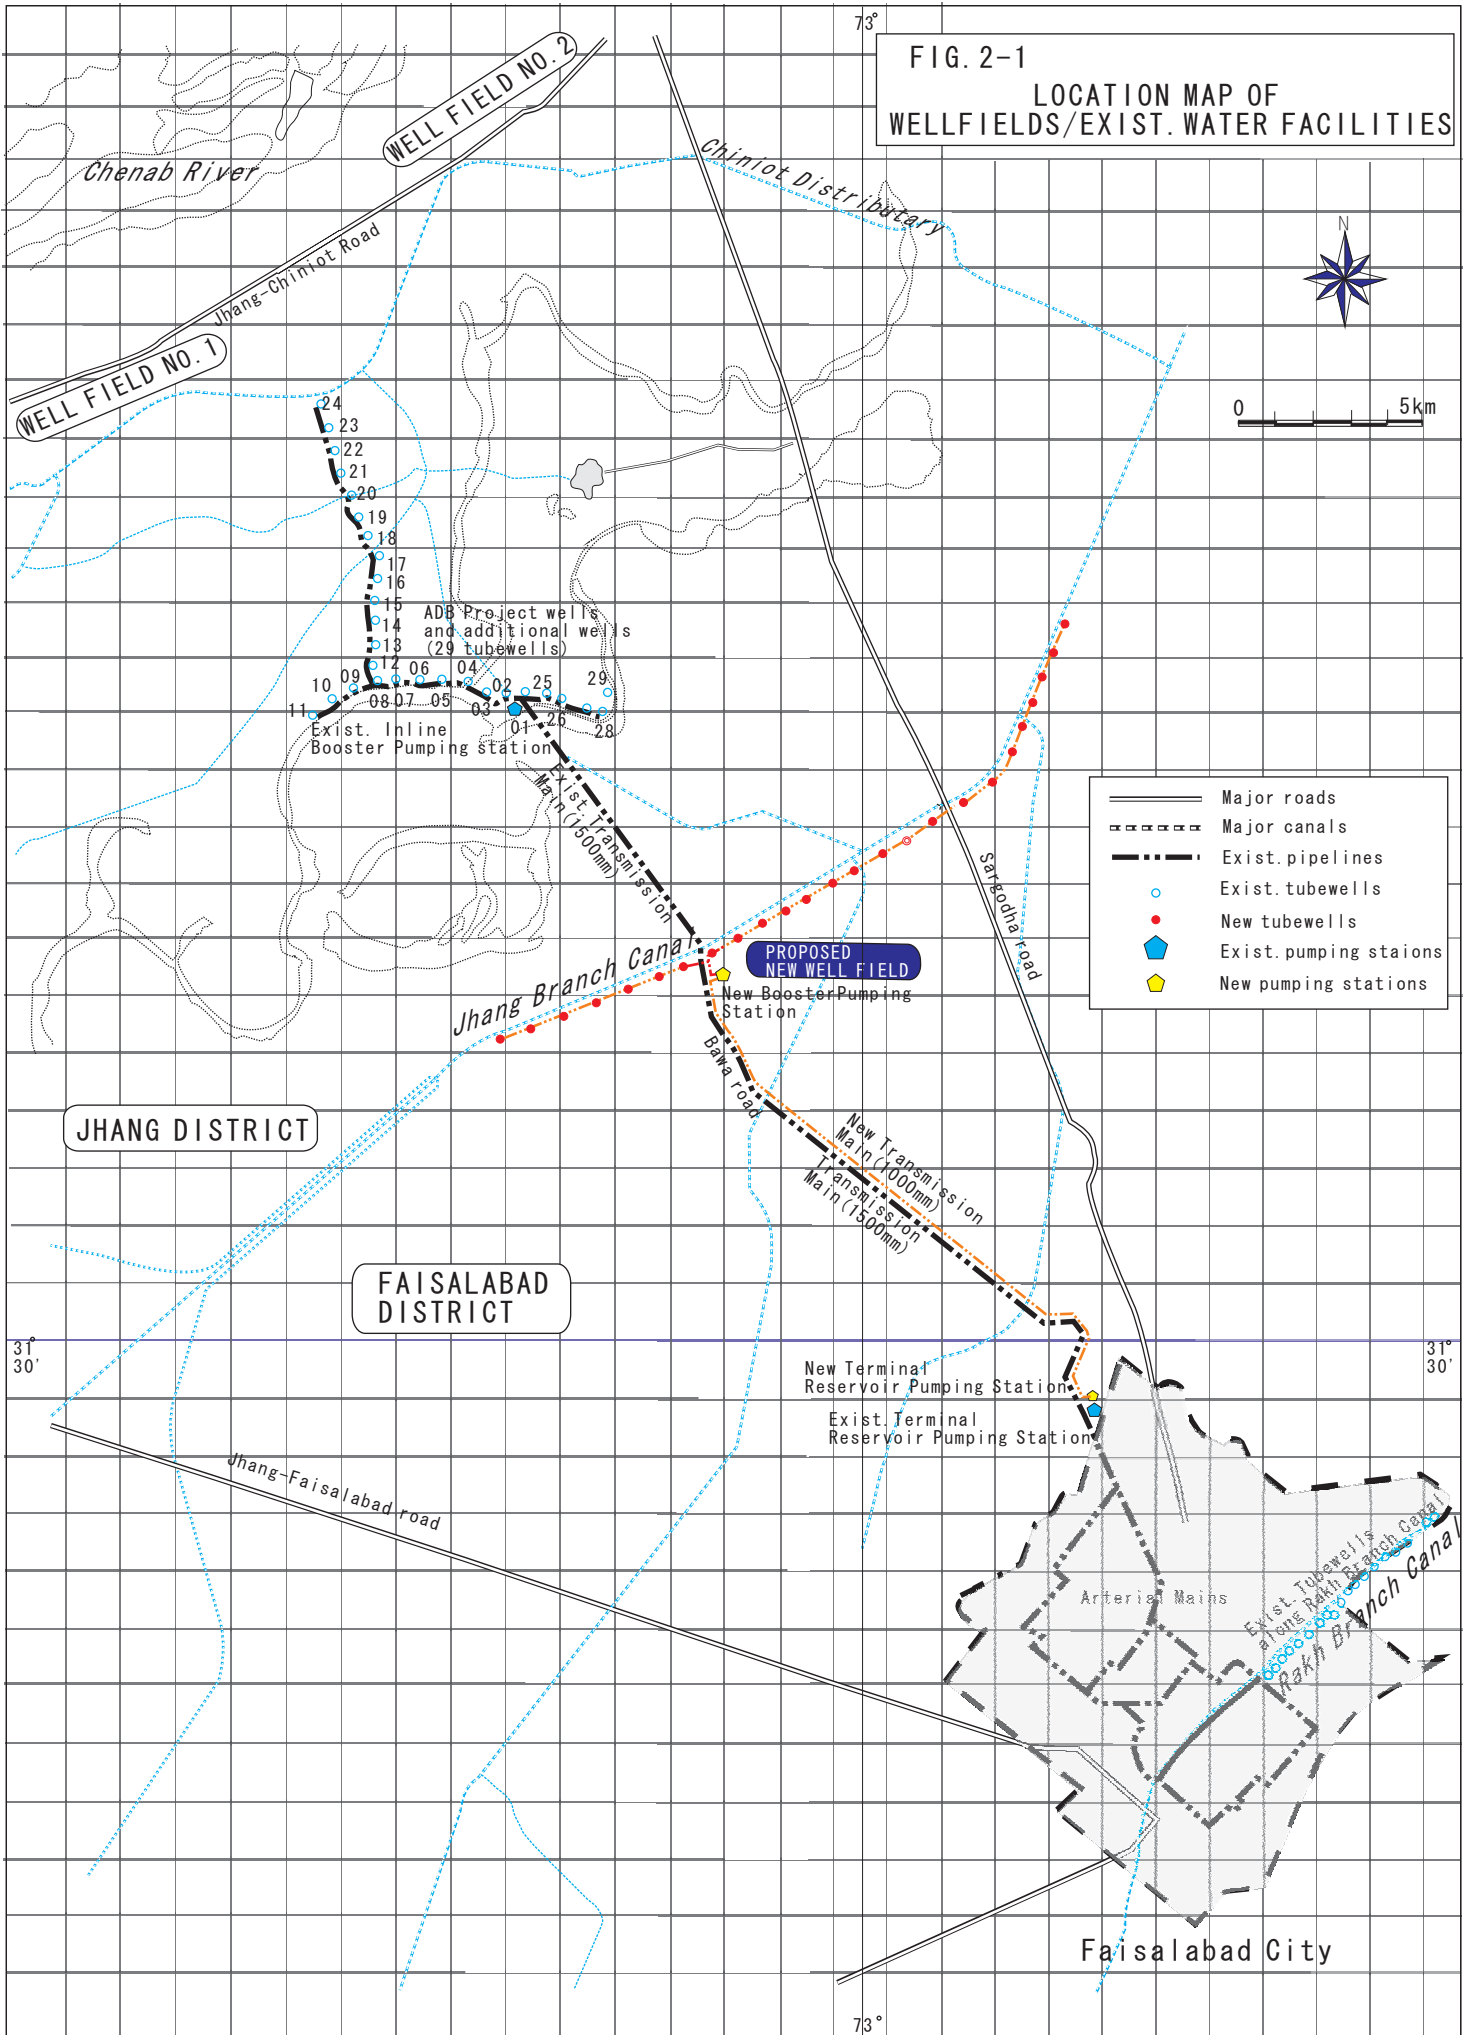 73°
FIG. 2-1
LOCATION MAP OF
WELLFIELDS/EXIST. WATER FACILITIES
WELL FIELD NO. 2
Chenab River
Chiniot Distributary
N
Jhang-Chiniot Road
WELL FIELD NO. 1
0 5km
24
23
22
21
20
19
18
17
16
15
14
13
12
ADB Project wells
and additional wells
(29 tubewells)
11
10
09
08
07
06
05
04
03
02
01
25
26
28
29
Exist. Inline
Booster Pumping station
Exist. Transmission
Main(1500mm)
Major roads
Major canals
Exist. pipelines
Exist. tubewells
New tubewells
Exist. pumping staions
New pumping stations
Sargodha road
Jhang Branch Canal
PROPOSED
NEW WELL FIELD
New BoosterPumping
Station
Bawa road
JHANG DISTRICT
New Transmission
Main(1000mm)
Transmission
Main(1500mm)
FAISALABAD
DISTRICT
31°
30'
31°
30'
New Terminal
Reservoir Pumping Station
Exist. Terminal
Reservoir Pumping Station
Jhang-Faisalabad road
Arterial Mains
Exist. Tubewells
along Rakh Branch Canal
Rakh Branch Canal
Faisalabad City
73°